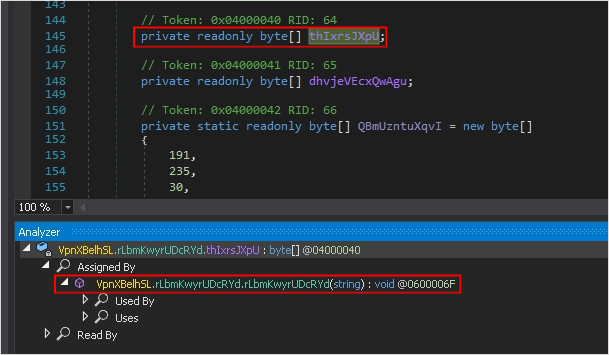 143
144 // Token: 0x04000040 RID: 64
145 private readonly byte[] thIxrsJXpU;
146
147 // Token: 0x04000041 RID: 65
148 private readonly byte[] dhvjeVEcxQwAgu;
149
150 // Token: 0x04000042 RID: 66
151 private static readonly byte[] QBmUzntuXqvI = new byte[]
152 {
153 191,
154 235,
155 30,
100 %
Analyzer
VpnXBelhSL.rLbmKwyrUDcRYd.thIxrsJXpU : byte[] @04000040
Assigned By
VpnXBelhSL.rLbmKwyrUDcRYd.rLbmKwyrUDcRYd(string) : void @0600006F
Used By
Uses
Read By